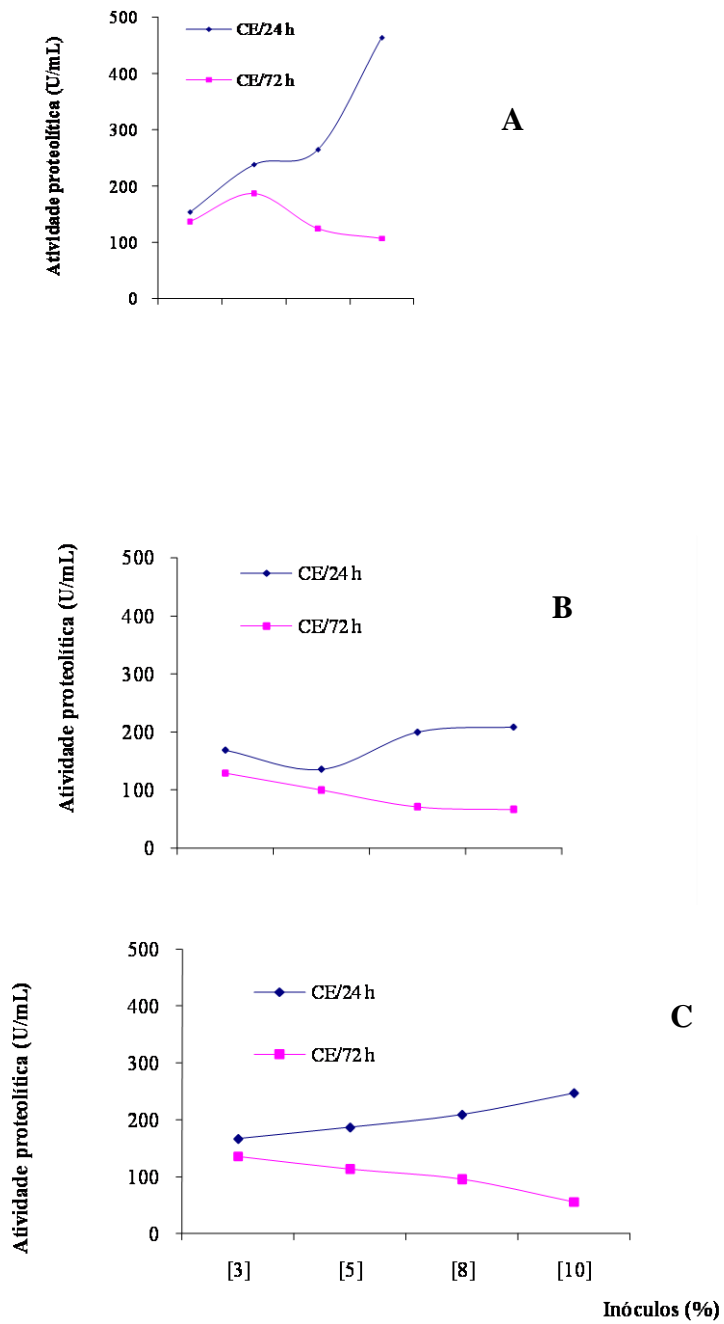 Atividade proteolítica (U/mL)
500
400
300
200
100
0
CE/24 h
CE/72 h
A
Atividade proteolítica (U/mL)
500
400
300
200
100
0
CE/24 h
CE/72 h
B
Atividade proteolítica (U/mL)
500
400
300
200
100
0
CE/24 h
CE/72 h
C
[3] [5] [8] [10]
Inóculos (%)